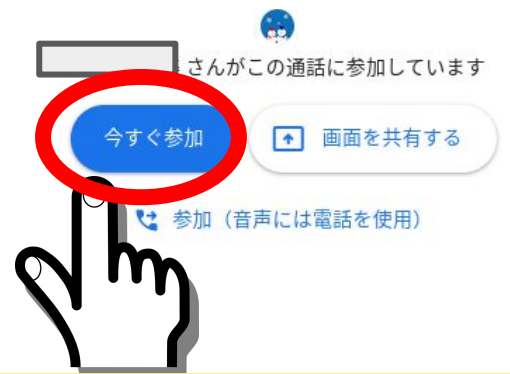 さんがこの通話に参加しています
今すぐ参加
画面を共有する
参加（音声には電話を使用）